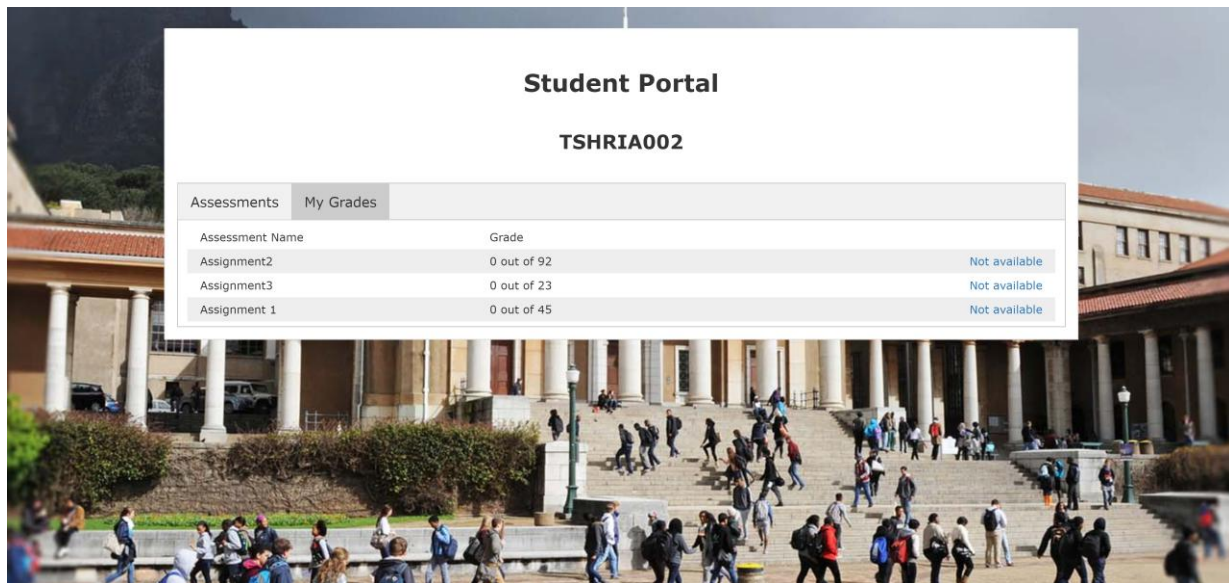 Student Portal
TSHRIA002
Assessments My Grades
Assessment Name Grade
Assignment2 0 out of 92 Not available
Assignment3 0 out of 23 Not available
Assignment 1 0 out of 45 Not available